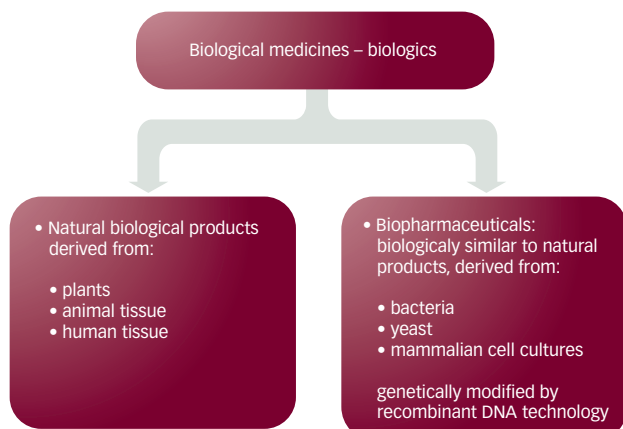 Biological medicines – biologics
• Natural biological products
derived from:
• plants
• animal tissue
• human tissue
• Biopharmaceuticals:
biologicaly similar to natural
products, derived from:
• bacteria
• yeast
• mammalian cell cultures
genetically modified by
recombinant DNA technology